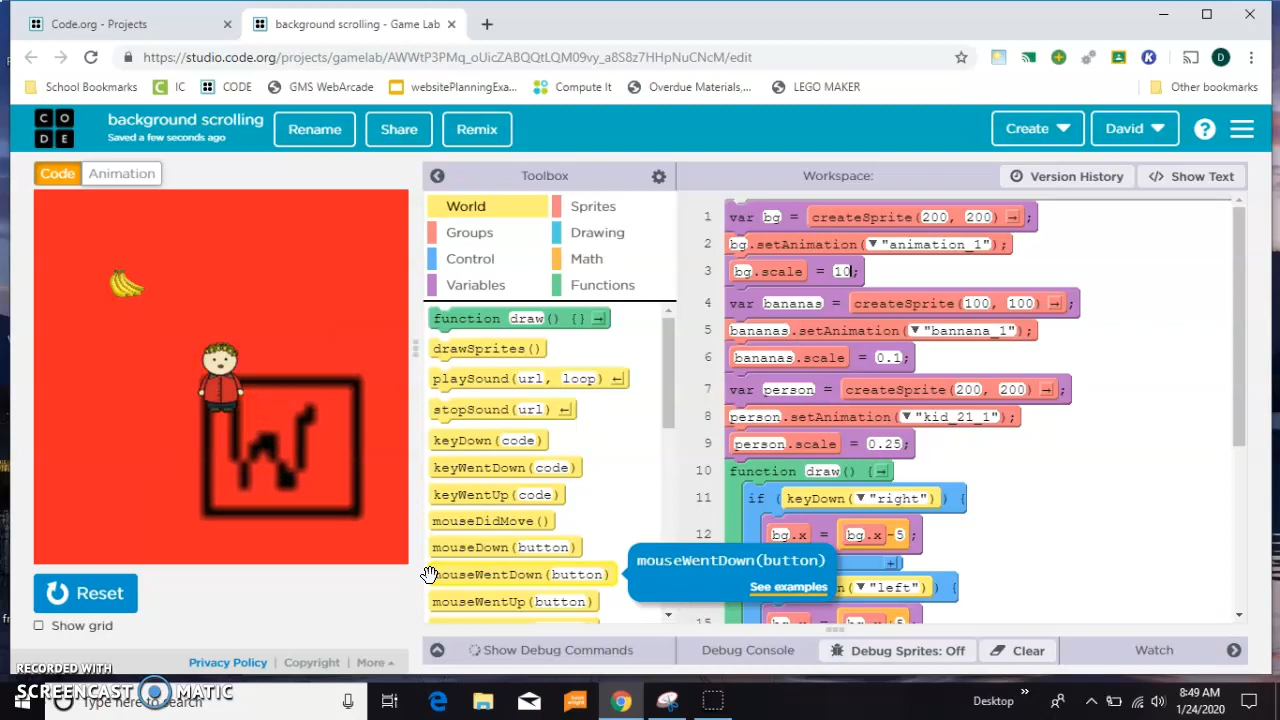 Code.org - Projects
background scrolling - Game Lab
https://studio.code.org/projects/gamelab/AWWtP3PMq_oUicZABQQtLQM09vy_a8S8z7HHpNuCNcM/edit
D
School Bookmarks
IC
CODE
GMS WebArcade
websitePlanningExa...
Compute It
Overdue Materials,...
LEGO MAKER
Other bookmarks
CODE
background scrolling
Saved a few seconds ago
Rename
Share
Remix
Create
David
?
Code
Animation
Toolbox
Workspace:
Version History
</> Show Text
World
Sprites
Groups
Drawing
Control
Math
Variables
Functions
function draw() {}
drawSprites()
playSound(url, loop)
stopSound(url)
keyDown(code)
keyWentDown(code)
keyWentUp(code)
mouseDidMove()
mouseDown(button)
mouseWentDown(button)
mouseWentUp(button)
1 var bg = createSprite(200, 200);
2 bg.setAnimation("animation_1");
3 bg.scale = 10;
4 var bananas = createSprite(100, 100);
5 bananas.setAnimation("bannana_1");
6 bananas.scale = 0.1;
7 var person = createSprite(200, 200);
8 person.setAnimation("kid_21_1");
9 person.scale = 0.25;
10 function draw() {
11 if (keyDown("right")) {
12 bg.x = bg.x-5;
"left") {
15
mouseWentDown(button)
See examples
W
Reset
Show grid
Privacy Policy
Copyright
More
Show Debug Commands
Debug Console
Debug Sprites: Off
Clear
Watch
RECORDED WITH
SCREENCAST MATIC
Type here to search
Desktop
8:49 AM
1/24/2020